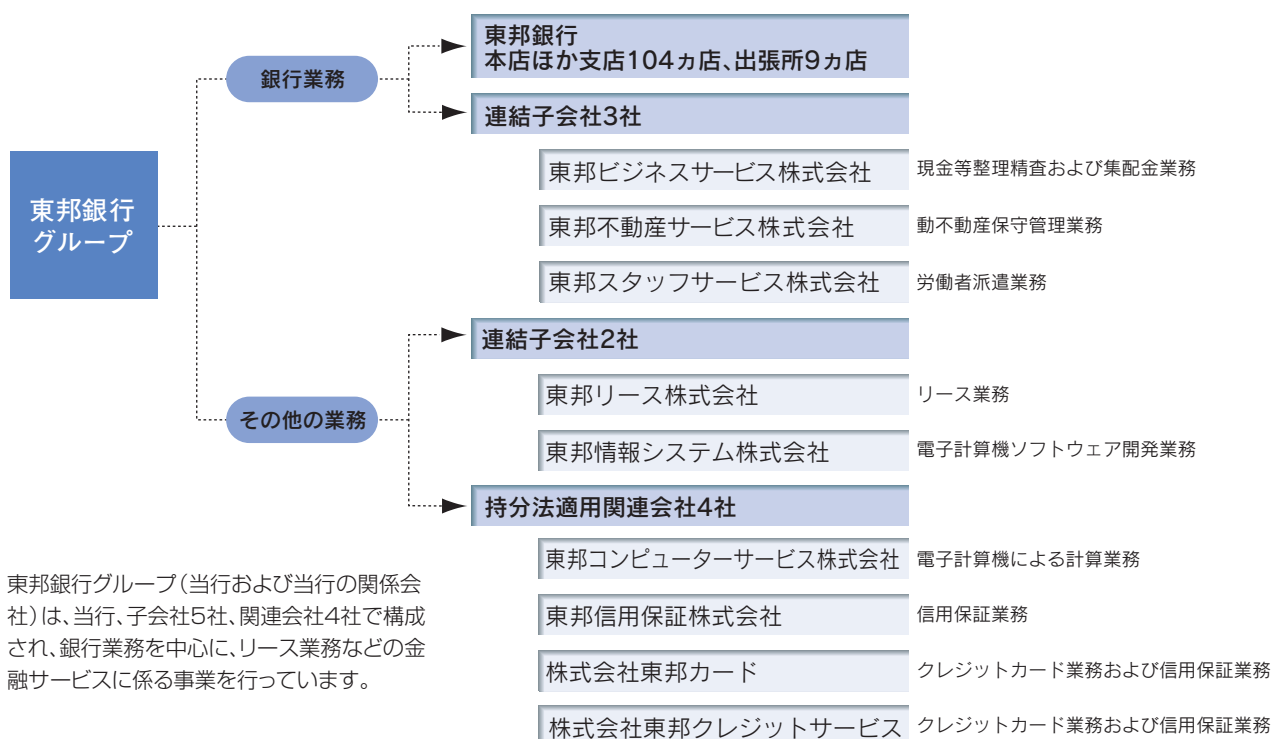 東邦銀行
グループ
銀行業務
東邦銀行
本店ほか支店104ヵ店、出張所9ヵ店
連結子会社3社
東邦ビジネスサービス株式会社 現金等整理精査および集配金業務
東邦不動産サービス株式会社 動不動産保守管理業務
東邦スタッフサービス株式会社 労働者派遣業務
その他の業務
連結子会社2社
東邦リース株式会社 リース業務
東邦情報システム株式会社 電子計算機ソフトウェア開発業務
持分法適用関連会社4社
東邦コンピューターサービス株式会社 電子計算機による計算業務
東邦信用保証株式会社 信用保証業務
株式会社東邦カード クレジットカード業務および信用保証業務
株式会社東邦クレジットサービス クレジットカード業務および信用保証業務
東邦銀行グループ(当行および当行の関係会
社)は、当行、子会社5社、関連会社4社で構成
され、銀行業務を中心に、リース業務などの金
融サービスに係る事業を行っています。